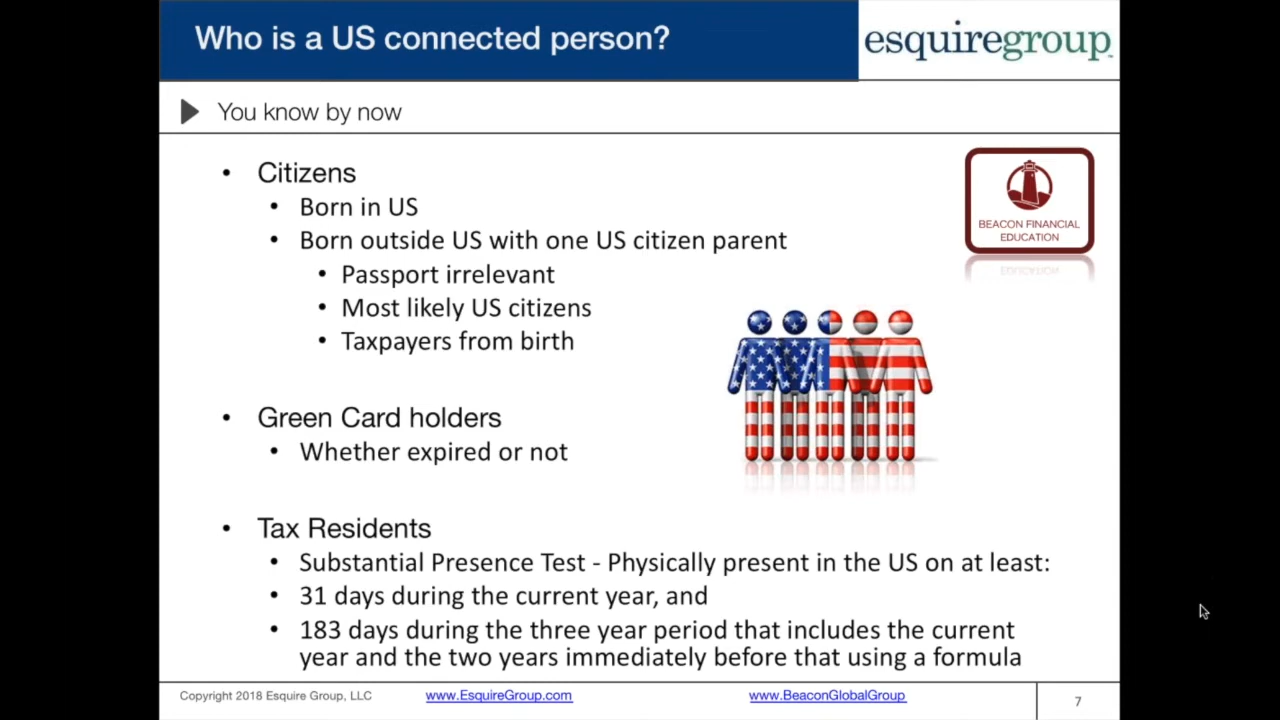 Who is a US connected person?
esquiregroup
You know by now
• Citizens
• Born in US
• Born outside US with one US citizen parent
• Passport irrelevant
• Most likely US citizens
• Taxpayers from birth
BEACON FINANCIAL
EDUCATION
EDUCATION
• Green Card holders
• Whether expired or not
• Tax Residents
• Substantial Presence Test - Physically present in the US on at least:
• 31 days during the current year, and
• 183 days during the three year period that includes the current
year and the two years immediately before that using a formula
Copyright 2018 Esquire Group, LLC
www.EsquireGroup.com
www.BeaconGlobalGroup
7